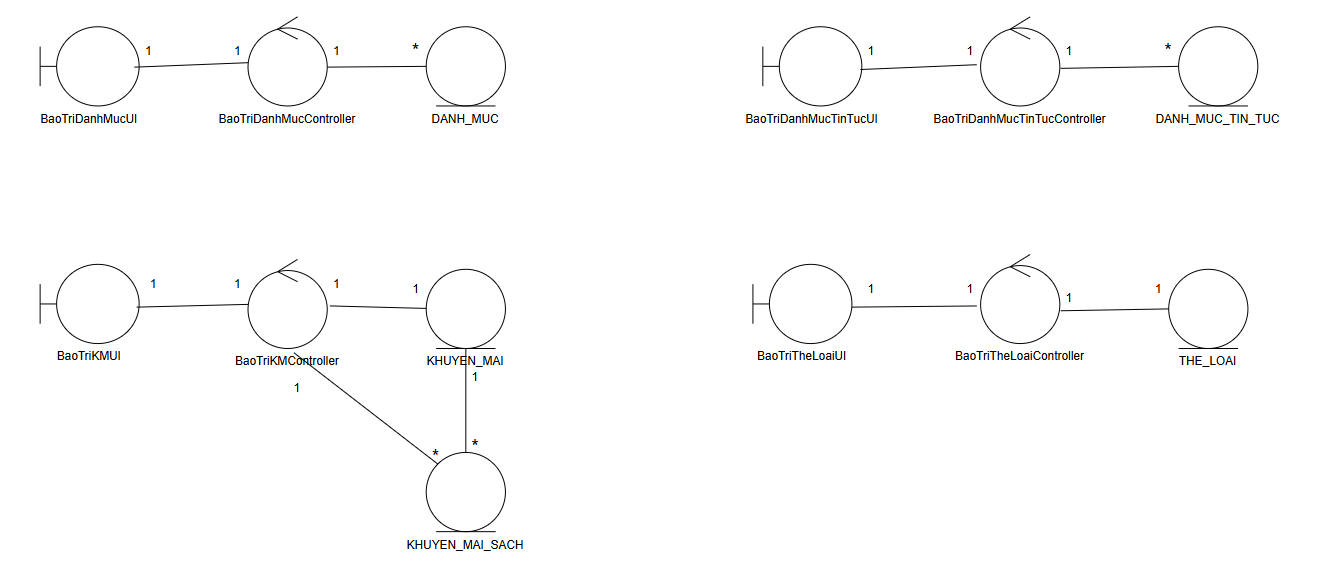 1 1 1 *
BaoTriDanhMucUI BaoTriDanhMucController DANH_MUC
1 1 1 *
BaoTriDanhMucTinTucUI BaoTriDanhMucTinTucController DANH_MUC_TIN_TUC
1 1 1 1
BaoTriKMUI BaoTriKMController KHUYEN_MAI
1
1
*
*
KHUYEN_MAI_SACH
1 1 1 1
BaoTriTheLoaiUI BaoTriTheLoaiController THE_LOAI